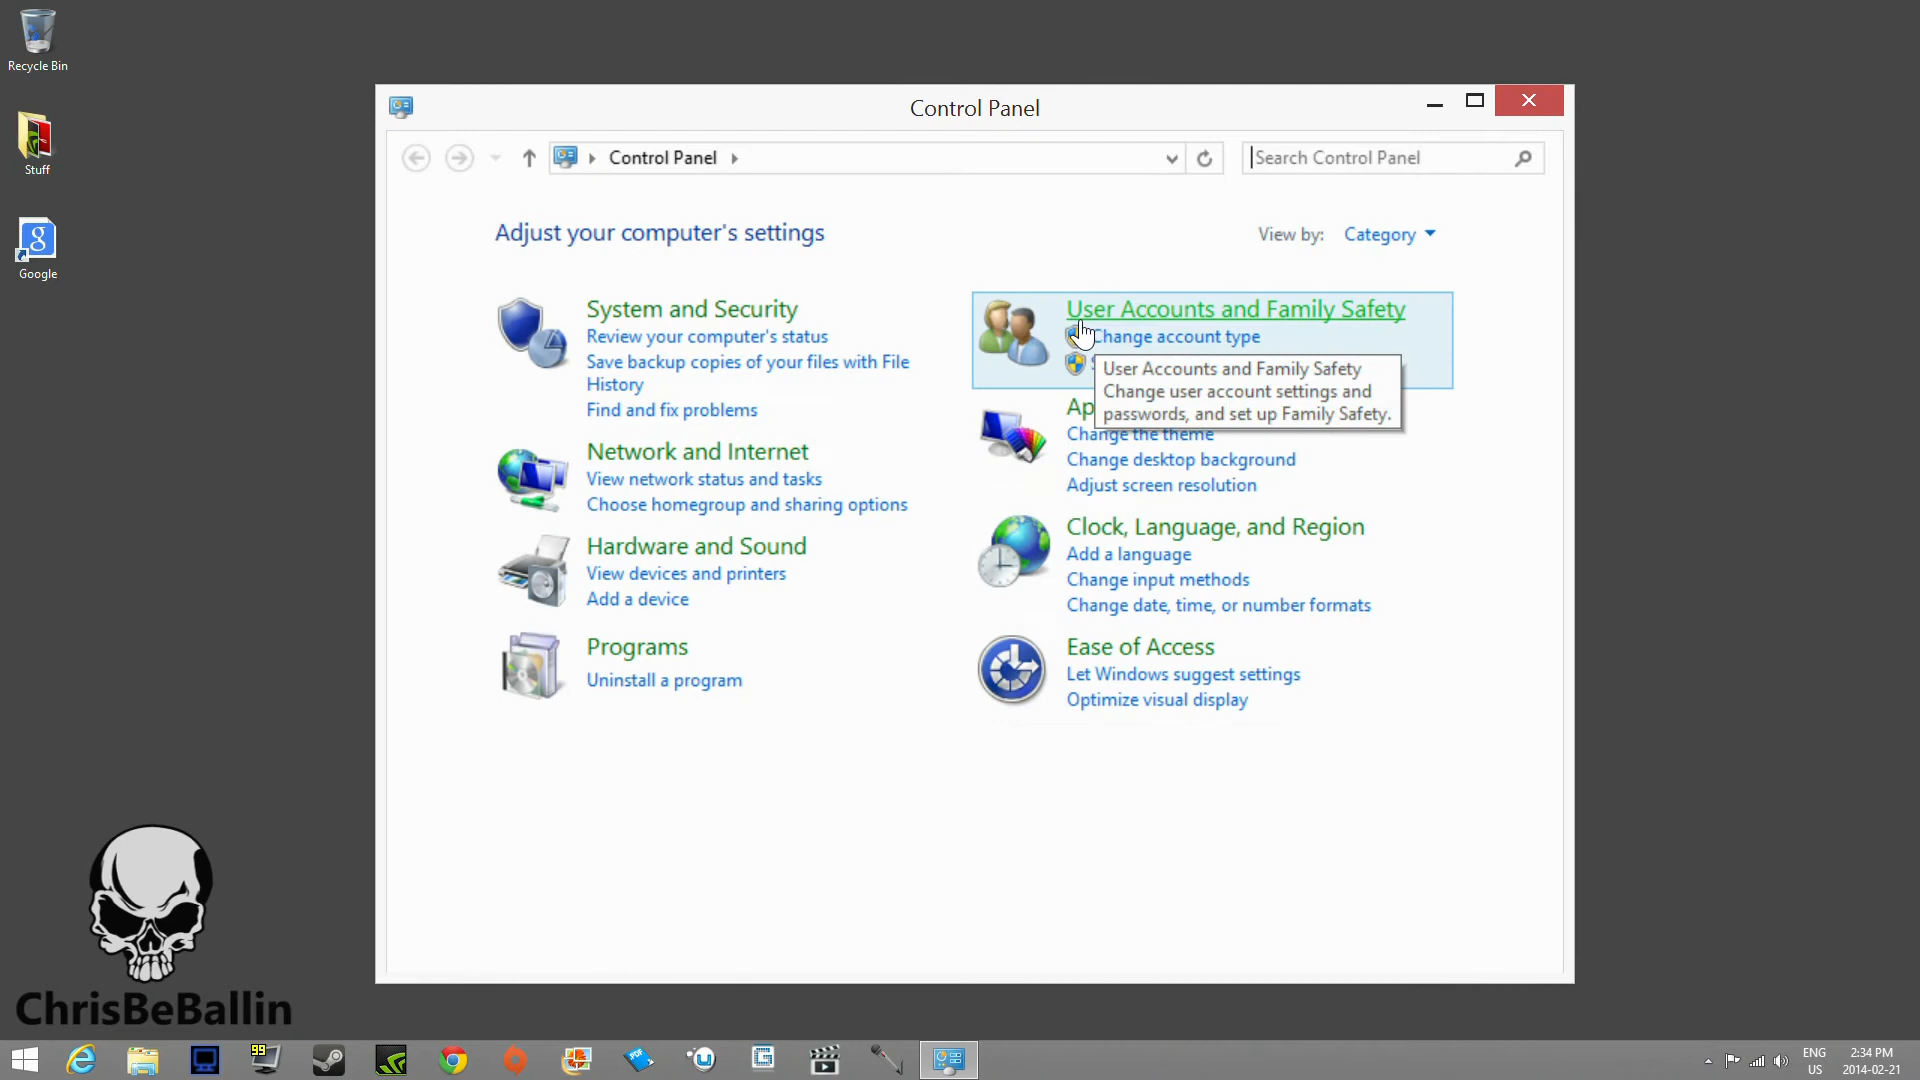 Recycle Bin
Stuff
Google
Control Panel
Control Panel
Search Control Panel
Adjust your computer's settings
View by: Category
System and Security
Review your computer's status
Save backup copies of your files with File
History
Find and fix problems
Network and Internet
View network status and tasks
Choose homegroup and sharing options
Hardware and Sound
View devices and printers
Add a device
Programs
Uninstall a program
User Accounts and Family Safety
Change account type
User Accounts and Family Safety
Change user account settings and
passwords, and set up Family Safety.
Change the theme
Change desktop background
Adjust screen resolution
Clock, Language, and Region
Add a language
Change input methods
Change date, time, or number formats
Ease of Access
Let Windows suggest settings
Optimize visual display
ChrisBeBallin
99
ENG
US
2:34 PM
2014-02-21